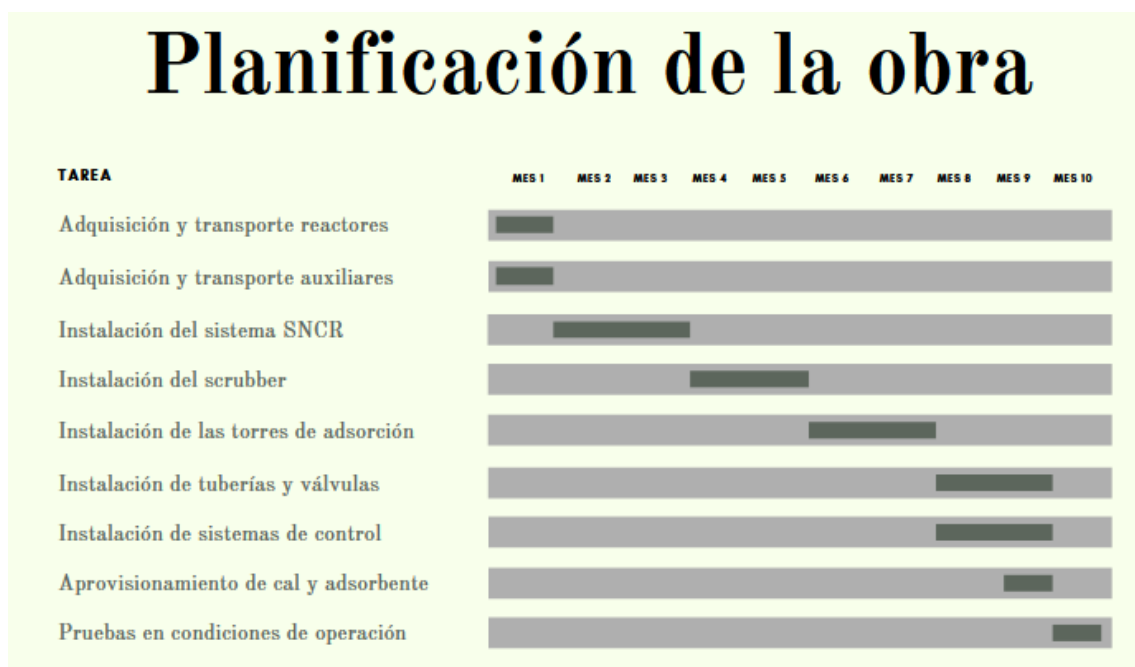 Planificación de la obra
TAREA MES 1 MES 2 MES 3 MES 4 MES 5 MES 6 MES 7 MES 8 MES 9 MES 10
Adquisición y transporte reactores
Adquisición y transporte auxiliares
Instalación del sistema SNCR
Instalación del scrubber
Instalación de las torres de adsorción
Instalación de tuberías y válvulas
Instalación de sistemas de control
Aprovisionamiento de cal y adsorbente
Pruebas en condiciones de operación